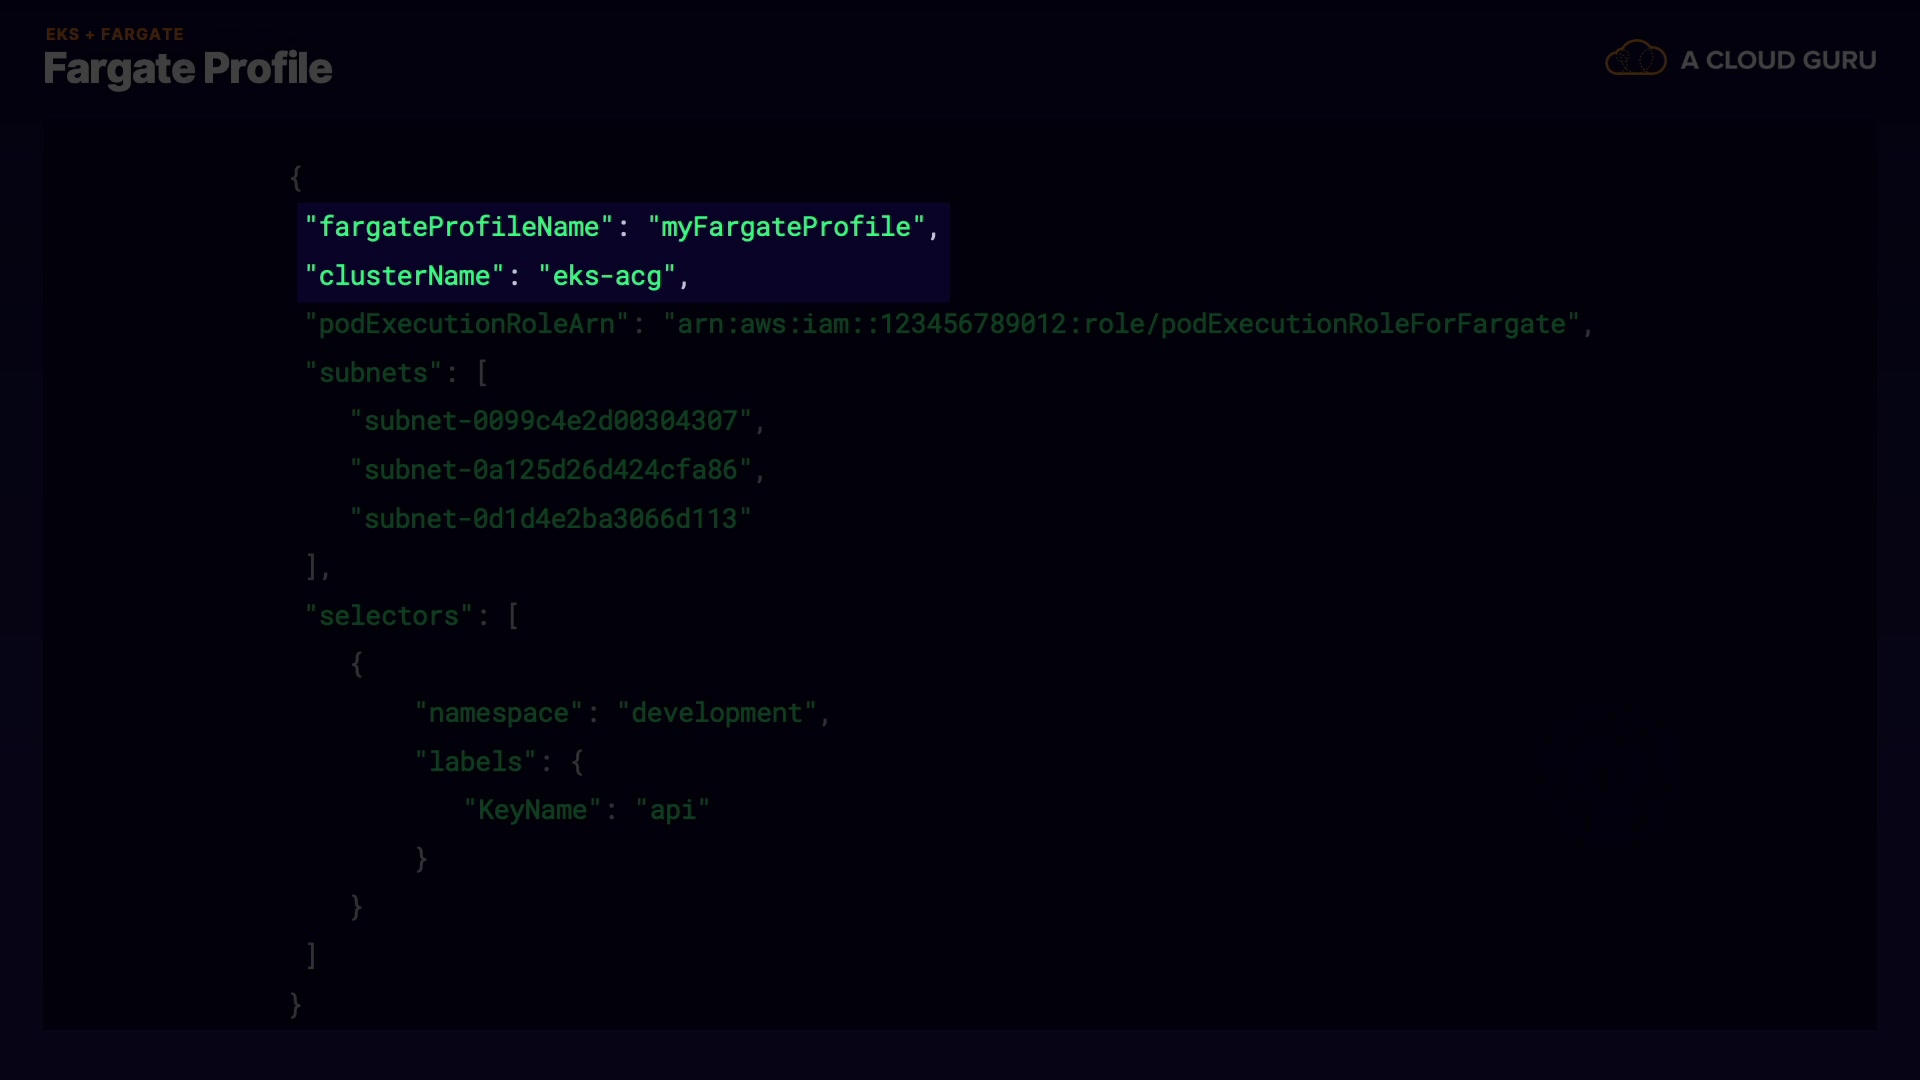 EKS + FARGATE
Fargate Profile
A CLOUD GURU
{
"fargateProfileName": "myFargateProfile",
"clusterName": "eks-acg",
"podExecutionRoleArn": "arn:aws:iam::123456789012:role/podExecutionRoleForFargate",
"subnets": [
"subnet-0099c4e2d00304307",
"subnet-0a125d26d424cfa86",
"subnet-0d1d4e2ba3066d113"
],
"selectors": [
{
"namespace": "development",
"labels": {
"KeyName": "api"
}
}
]
}